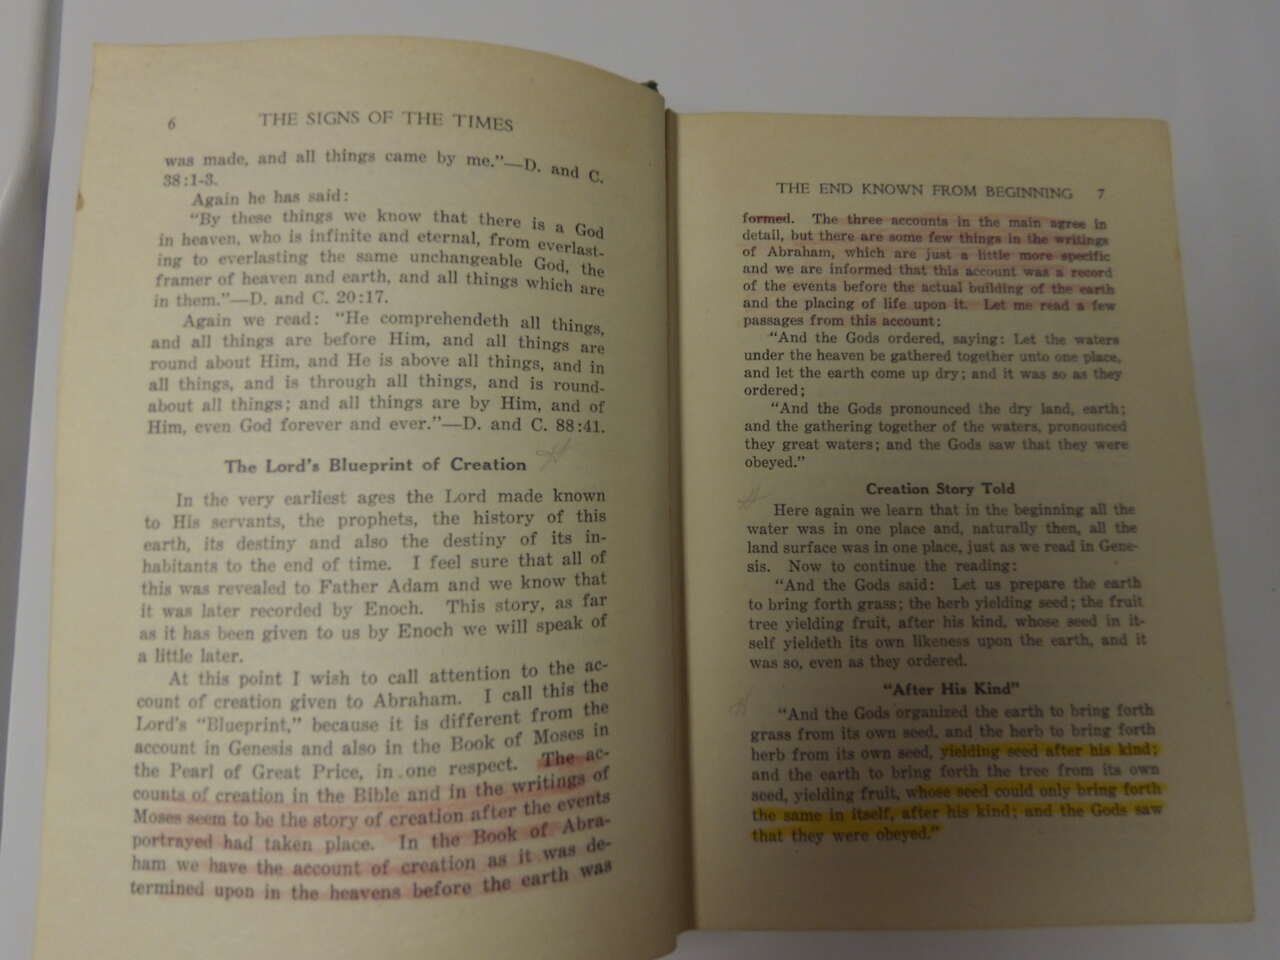 6 THE SIGNS OF THE TIMES
was made, and all things came by me."—D. and C.
38:1-3.
Again he has said:
"By these things we know that there is a God
in heaven, who is infinite and eternal, from everlast-
ing to everlasting the same unchangeable God, the
framer of heaven and earth, and all things which are
in them."—D. and C. 20:17.
Again we read: "He comprehendeth all things,
and all things are before Him, and all things are
round about Him, and He is above all things, and in
all things, and is through all things, and is round-
about all things; and all things are by Him, and of
Him, even God forever and ever."—D. and C. 88:41.
The Lord's Blueprint of Creation
In the very earliest ages the Lord made known
to His servants, the prophets, the history of this
earth, its destiny and also the destiny of its in-
habitants to the end of time. I feel sure that all of
this was revealed to Father Adam and we know that
it was later recorded by Enoch. This story, as far
as it has been given to us by Enoch we will speak of
a little later.
At this point I wish to call attention to the ac-
count of creation given to Abraham. I call this the
Lord's "Blueprint," because it is different from the
account in Genesis and also in the Book of Moses in
the Pearl of Great Price, in one respect. The ac-
counts of creation in the Bible and in the writings of
Moses seem to be the story of creation after the events
portrayed had taken place. In the Book of Abra-
ham we have the account of creation as it was de-
termined upon in the heavens before the earth was
THE END KNOWN FROM BEGINNING 7
formed. The three accounts in the main agree in
detail, but there are some few things in the writings
of Abraham, which are just a little more specific
and we are informed that this account was a record
of the events before the actual building of the earth
and the placing of life upon it. Let me read a few
passages from this account:
"And the Gods ordered, saying: Let the waters
under the heaven be gathered together unto one place,
and let the earth come up dry; and it was so as they
ordered;
"And the Gods pronounced the dry land, earth;
and the gathering together of the waters, pronounced
they great waters; and the Gods saw that they were
obeyed."
Creation Story Told
Here again we learn that in the beginning all the
water was in one place and, naturally then, all the
land surface was in one place, just as we read in Gene-
sis. Now to continue the reading:
"And the Gods said: Let us prepare the earth
to bring forth grass; the herb yielding seed; the fruit
tree yielding fruit, after his kind, whose seed in it-
self yieldeth its own likeness upon the earth, and it
was so, even as they ordered.
"After His Kind"
"And the Gods organized the earth to bring forth
grass from its own seed, and the herb to bring forth
herb from its own seed, yielding seed after his kind;
and the earth to bring forth the tree from its own
seed, yielding fruit, whose seed could only bring forth
the same in itself, after his kind; and the Gods saw
that they were obeyed."